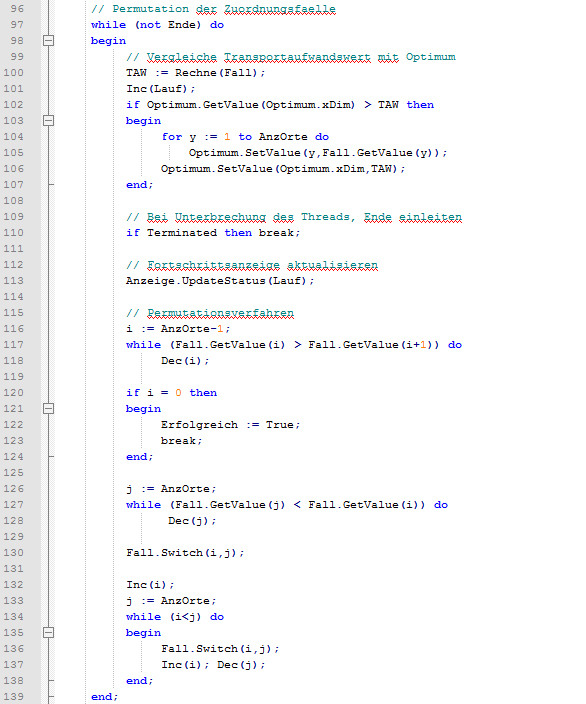 96 // Permutation der Zuordnungsfaelle
97 while (not Ende) do
98 begin
99 // Vergleiche Transportaufwandswert mit Optimum
100 TAW := Rechne(Fall);
101 Inc(Lauf);
102 if Optimum.GetValue(Optimum.xDim) > TAW then
103 begin
104 for y := 1 to AnzOrte do
105 Optimum.SetValue(y,Fall.GetValue(y));
106 Optimum.SetValue(Optimum.xDim,TAW);
107 end;
108
109 // Bei Unterbrechung des Threads, Ende einleiten
110 if Terminated then break;
111
112 // Fortschrittsanzeige aktualisieren
113 Anzeige.UpdateStatus(Lauf);
114
115 // Permutationsverfahren
116 i := AnzOrte-1;
117 while (Fall.GetValue(i) > Fall.GetValue(i+1)) do
118 Dec(i);
119
120 if i = 0 then
121 begin
122 Erfolgreich := True;
123 break;
124 end;
125
126 j := AnzOrte;
127 while (Fall.GetValue(j) < Fall.GetValue(i)) do
128 Dec(j);
129
130 Fall.Switch(i,j);
131
132 Inc(i);
133 j := AnzOrte;
134 while (i<j) do
135 begin
136 Fall.Switch(i,j);
137 Inc(i); Dec(j);
138 end;
139 end;